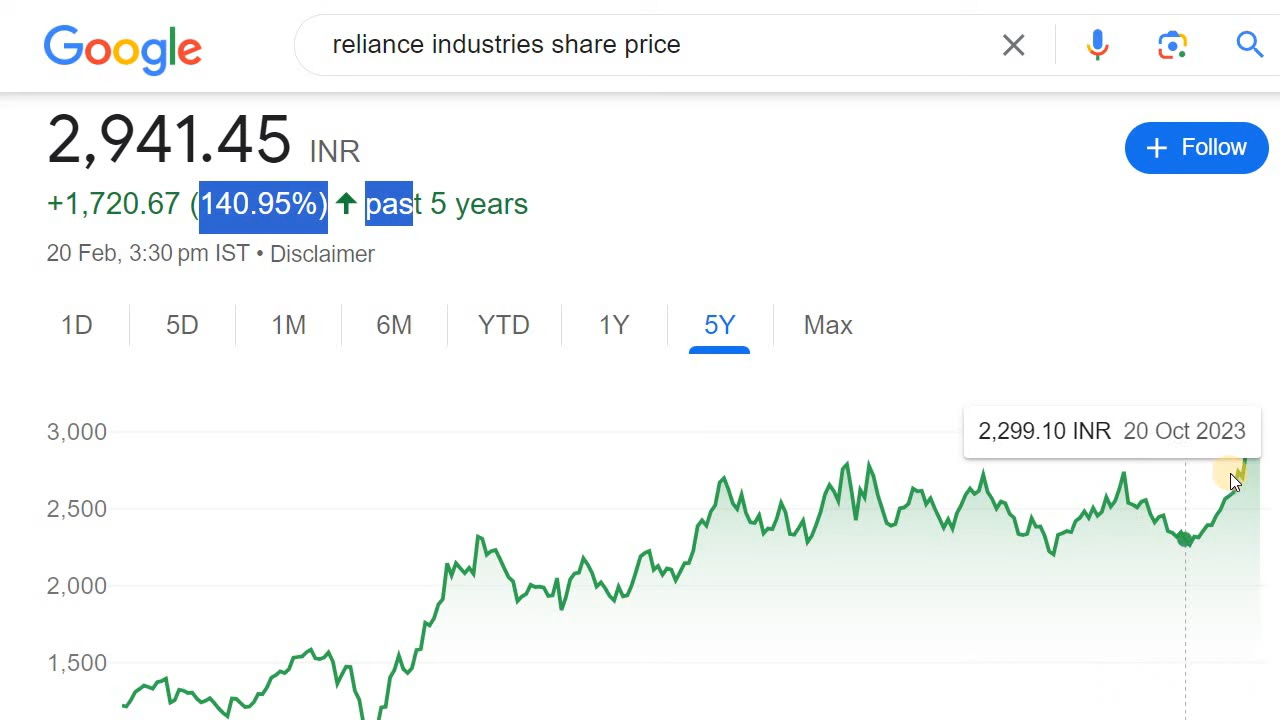 Google
reliance industries share price
2,941.45 INR
+ Follow
+1,720.67 (140.95%) ↑ past 5 years
20 Feb, 3:30 pm IST • Disclaimer
1D 5D 1M 6M YTD 1Y 5Y Max
3,000
2,299.10 INR 20 Oct 2023
2,500
2,000
1,500